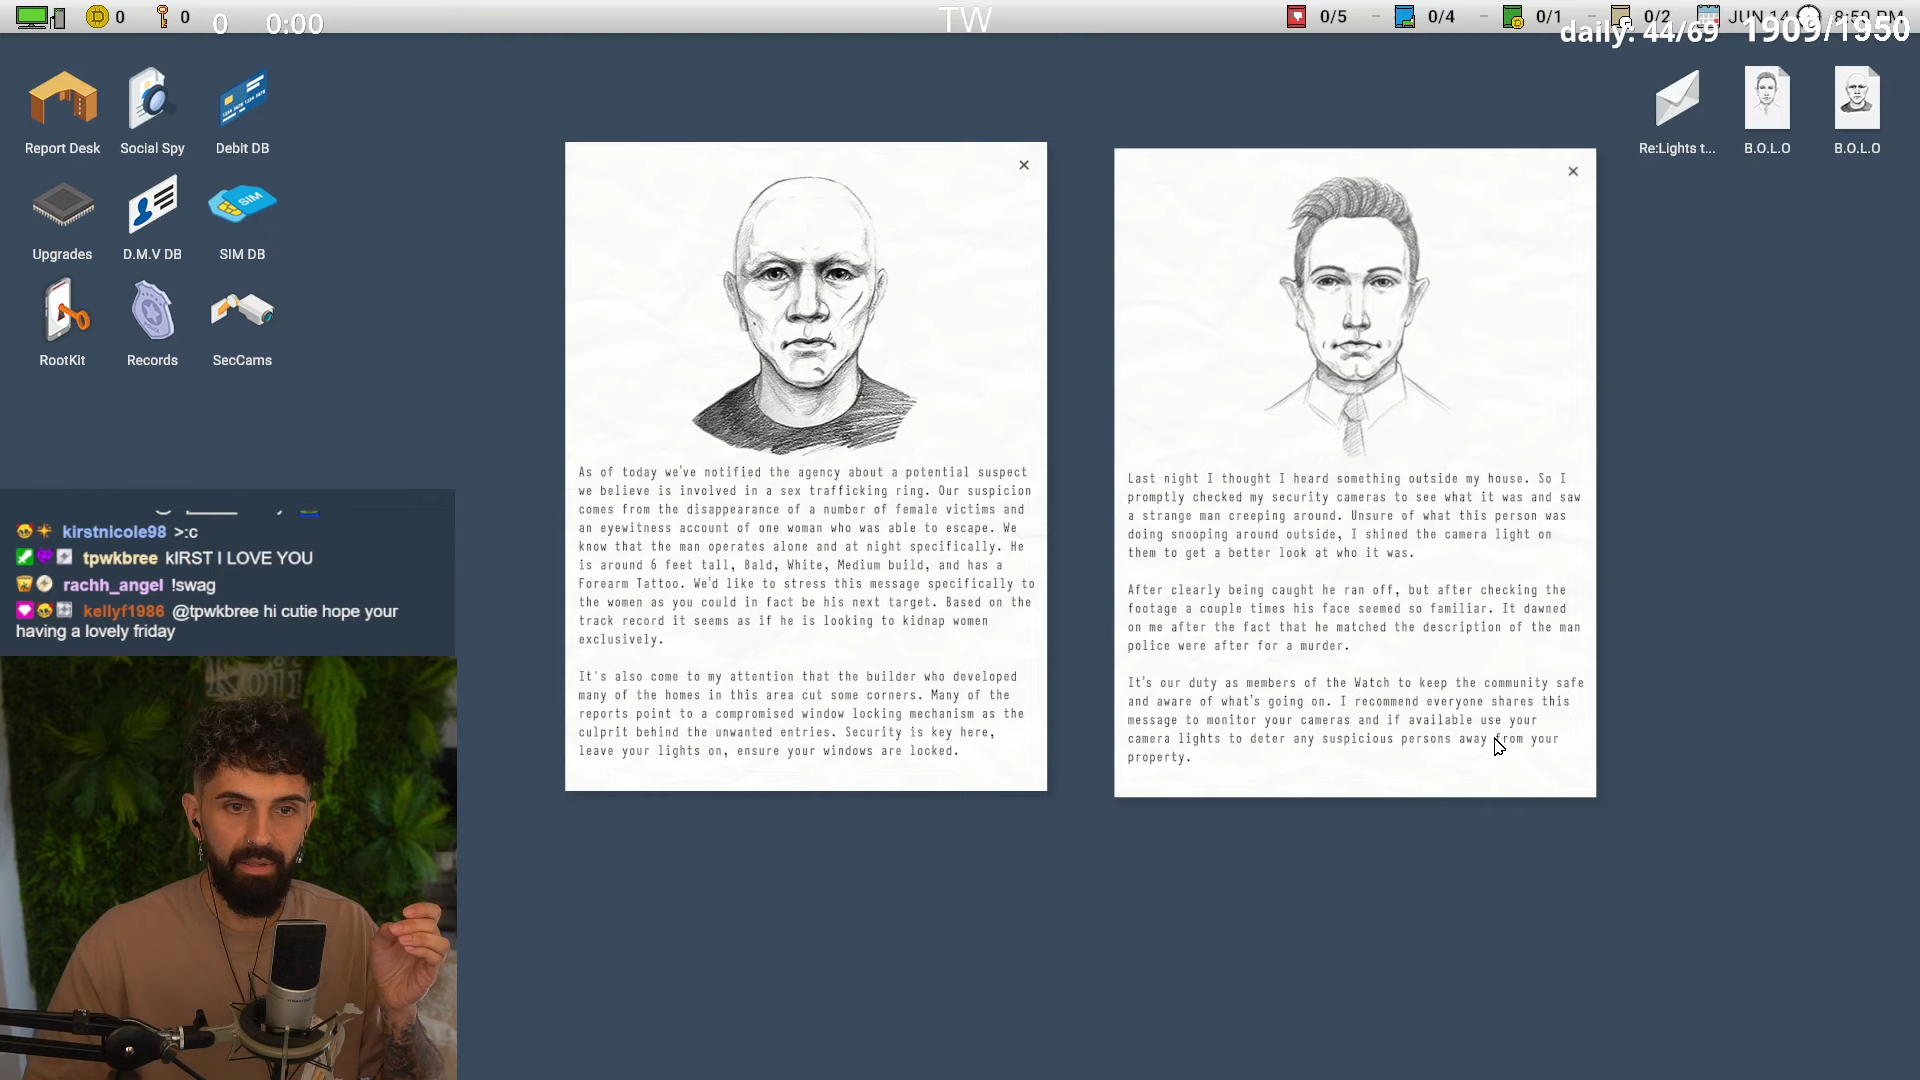 0 0 0 0:00 TW 0/5 0/4 0/1 0/2 JUN 14 8:50 PM
daily: 44/69 1909/1950
Report Desk Social Spy Debit DB
Upgrades D.M.V DB SIM DB
RootKit Records SecCams
Re:Lights t... B.O.L.O B.O.L.O
As of today we've notified the agency about a potential suspect
we believe is involved in a sex trafficking ring. Our suspicion
comes from the disappearance of a number of female victims and
an eyewitness account of one woman who was able to escape. We
know that the man operates alone and at night specifically. He
is around 6 feet tall, Bald, White, Medium build, and has a
Forearm Tattoo. We'd like to stress this message specifically to
the women as you could in fact be his next target. Based on the
track record it seems as if he is looking to kidnap women
exclusively.
It's also come to my attention that the builder who developed
many of the homes in this area cut some corners. Many of the
reports point to a compromised window locking mechanism as the
culprit behind the unwanted entries. Security is key here,
leave your lights on, ensure your windows are locked.
Last night I thought I heard something outside my house. So I
promptly checked my security cameras to see what it was and saw
a strange man creeping around. Unsure of what this person was
doing snooping around outside, I shined the camera light on
them to get a better look at who it was.
After clearly being caught he ran off, but after checking the
footage a couple times his face seemed so familiar. It dawned
on me after the fact that he matched the description of the man
police were after for a murder.
It's our duty as members of the Watch to keep the community safe
and aware of what's going on. I recommend everyone shares this
message to monitor your cameras and if available use your
camera lights to deter any suspicious persons away from your
property.
kirstnicole98 >:c
tpwkbree kIRST I LOVE YOU
rachh_angel !swag
kellyf1986 @tpwkbree hi cutie hope your
having a lovely friday
Koji
SIM